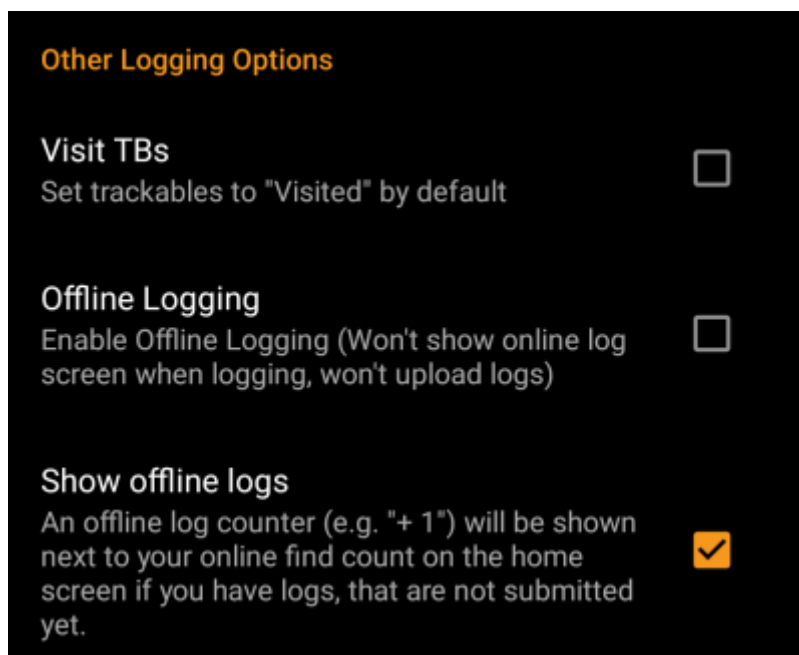 Other Logging Options
Visit TBs
Set trackables to "Visited" by default
Offline Logging
Enable Offline Logging (Won't show online log
screen when logging, won't upload logs)
Show offline logs
An offline log counter (e.g. "+ 1") will be shown
next to your online find count on the home
screen if you have logs, that are not submitted
yet.